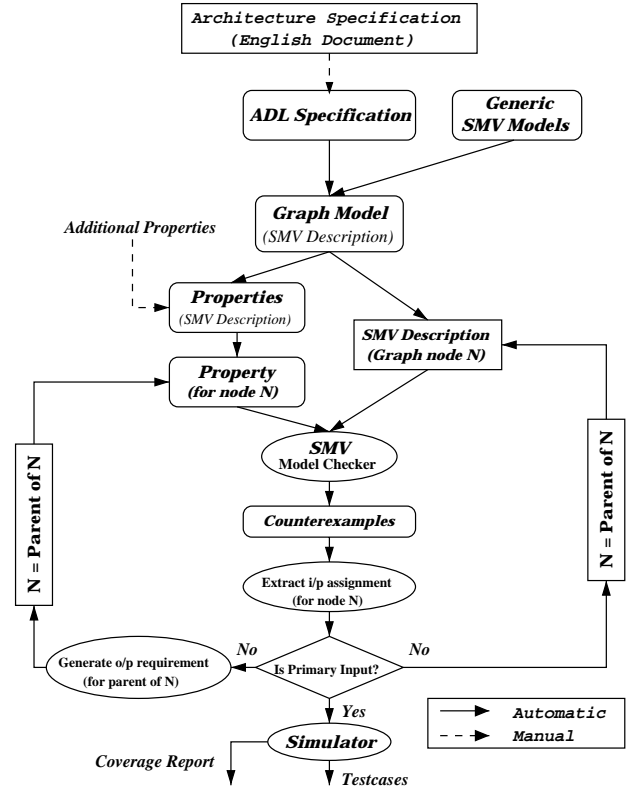 Architecture Specification
(English Document)
ADL Specification
Generic
SMV Models
Graph Model
(SMV Description)
Additional Properties
Properties
(SMV Description)
SMV Description
(Graph node N)
Property
(for node N)
SMV
Model Checker
N = Parent of N
N = Parent of N
Counterexamples
Extract i/p assignment
(for node N)
No
No
Generate o/p requirement
(for parent of N)
Is Primary Input?
Yes
Simulator
Coverage Report
Testcases
Automatic
Manual